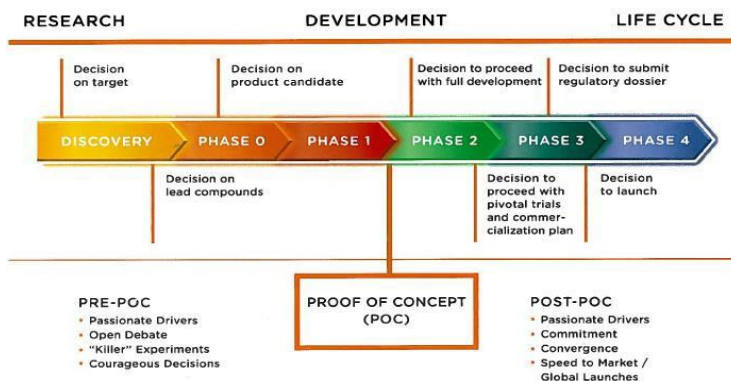 RESEARCH
DEVELOPMENT
LIFE CYCLE
Decision
on target
Decision on
product candidate
Decision to proceed
with full development
Decision to submit
regulatory dossier
DISCOVERY
PHASE 0
PHASE 1
PHASE 2
PHASE 3
PHASE 4
Decision on
lead compounds
Decision to
proceed with
pivotal trials
and commer-
cialization plan
Decision
to launch
PROOF OF CONCEPT
(POC)
PRE-POC
• Passionate Drivers
• Open Debate
• “Killer” Experiments
• Courageous Decisions
POST-POC
• Passionate Drivers
• Commitment
• Convergence
• Speed to Market /
Global Launches